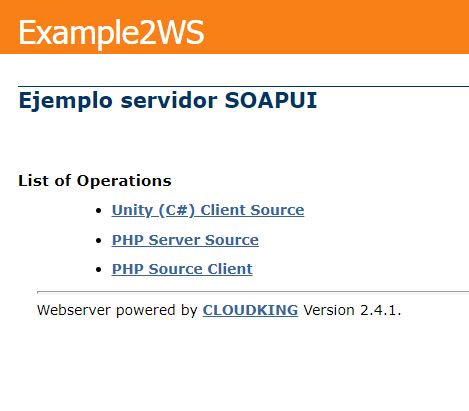 Example2WS
Ejemplo servidor SOAPUI
List of Operations
Unity (C#) Client Source
PHP Server Source
PHP Source Client
Webserver powered by CLOUDKING Version 2.4.1.